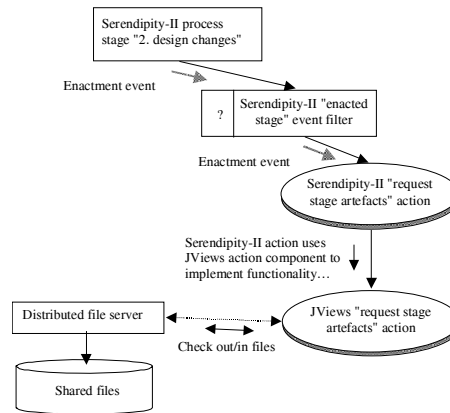 Serendipity-II process
stage "2. design changes"
Enactment event
? Serendipity-II "enacted
stage" event filter
Enactment event
Serendipity-II "request
stage artefacts" action
Serendipity-II action uses
JViews action component to
implement functionality…
Distributed file server
JViews "request stage
artefacts" action
Check out/in files
Shared files